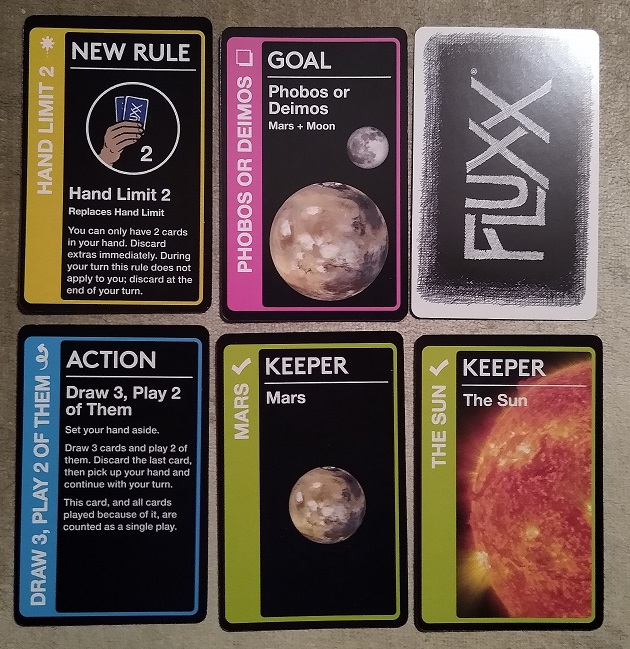 HAND LIMIT 2
NEW RULE
2
Hand Limit 2
Replaces Hand Limit
You can only have 2 cards
in your hand. Discard
extras immediately. During
your turn this rule does not
apply to you; discard at the
end of your turn.
PHOBOS OR DEIMOS
GOAL
Phobos or
Deimos
Mars + Moon
FLUXX®
DRAW 3, PLAY 2 OF THEM
ACTION
Draw 3, Play 2
of Them
Set your hand aside.
Draw 3 cards and play 2 of
them. Discard the last card,
then pick up your hand and
continue with your turn.
This card, and all cards
played because of it, are
counted as a single play.
MARS
KEEPER
Mars
THE SUN
KEEPER
The Sun